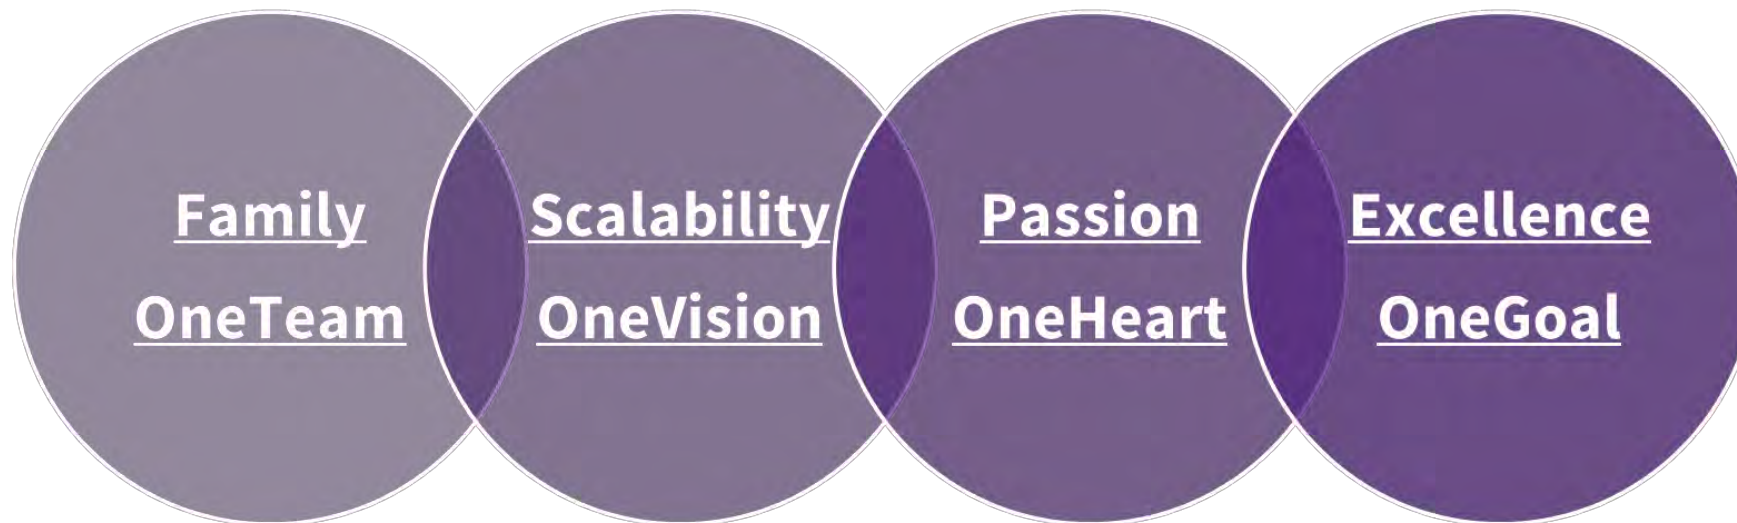 Family
OneTeam
Scalability
OneVision
Passion
OneHeart
Excellence
OneGoal